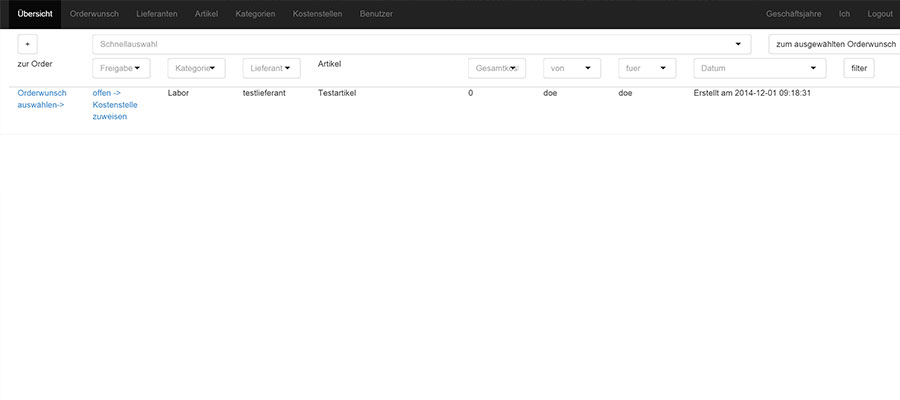 Übersicht Orderwunsch Lieferanten Artikel Kategorien Kostenstellen Benutzer Geschäftsjahre Ich Logout
+ Schnellauswahl zum ausgewählten Orderwunsch
zur Order Freigabe Kategorie Lieferant Artikel Gesamtkos von fuer Datum filter
Orderwunsch offen -> Labor testlieferant Testartikel 0 doe doe Erstellt am 2014-12-01 09:18:31
auswählen-> Kostenstelle
zuweisen